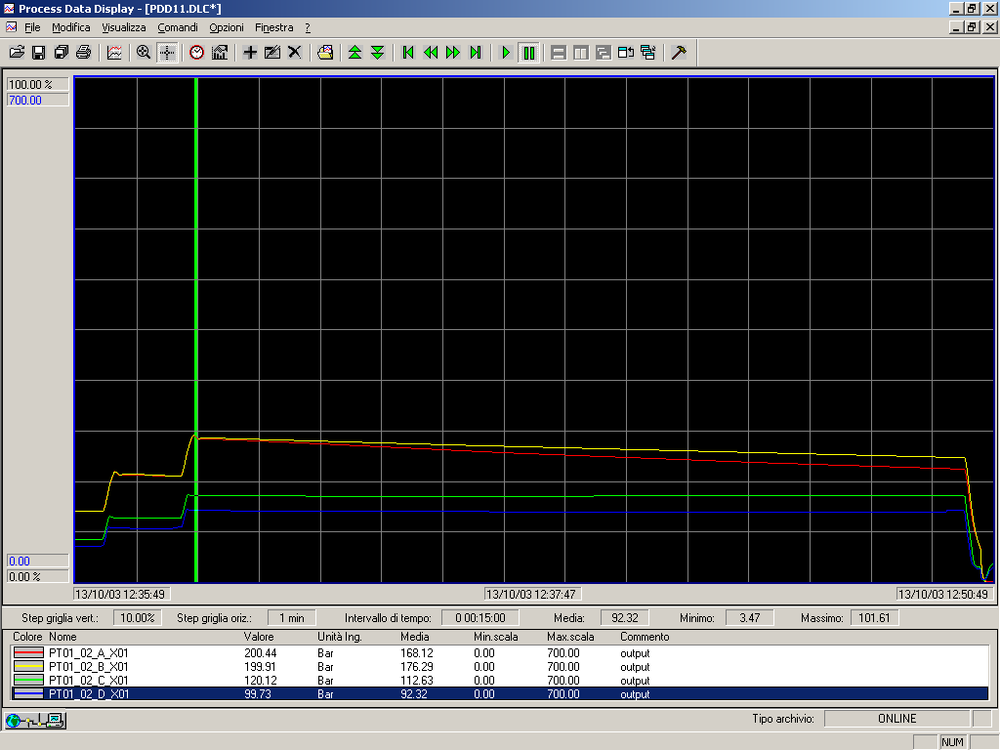 Process Data Display - [PDD11.DLC*]
File Modifica Visualizza Comandi Opzioni Finestra ?
100.00 %
700.00
0.00
0.00 %
13/10/03 12:35:49 13/10/03 12:37:47 13/10/03 12:50:49
Step griglia vert.: 10.00% Step griglia oriz.: 1 min Intervallo di tempo: 0 00:15:00 Media: 92.32 Minimo: 3.47 Massimo: 101.61
Colore Nome Valore Unità Ing. Media Min.scala Max.scala Commento
PT01_02_A_X01 200.44 Bar 168.12 0.00 700.00 output
PT01_02_B_X01 199.91 Bar 176.29 0.00 700.00 output
PT01_02_C_X01 120.12 Bar 112.63 0.00 700.00 output
PT01_02_D_X01 99.73 Bar 92.32 0.00 700.00 output
Tipo archivio: ONLINE
NUM